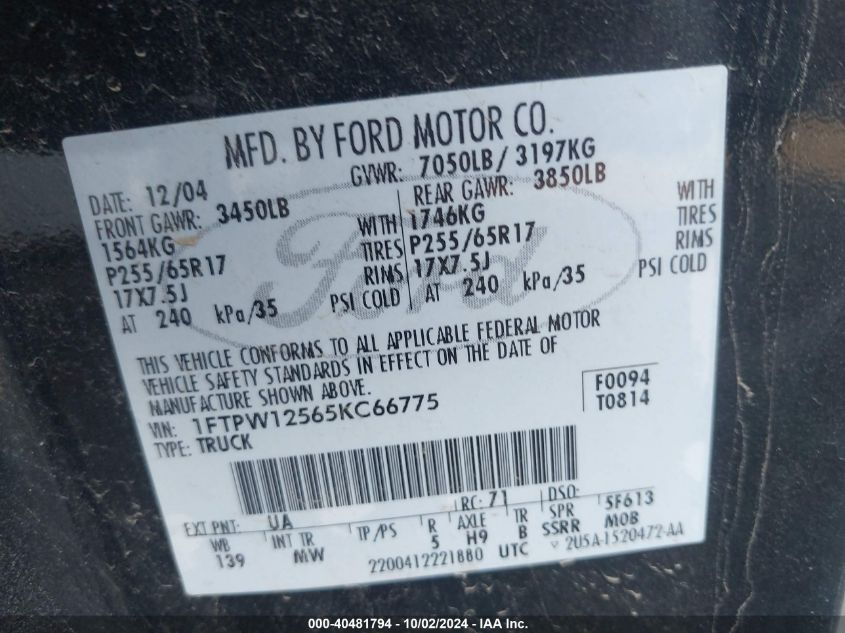 MFD. BY FORD MOTOR CO.
DATE: 12/04 GVWR: 7050LB/ 3197KG
FRONT GAWR: 3450LB REAR GAWR: 3850LB
1564KG WITH 1746KG WITH
P255/65R17 TIRES P255/65R17 TIRES
17X7.5J RIMS 17X7.5J RIMS
AT 240 kPa/35 PSI COLD AT 240 kPa/35 PSI COLD
Ford
THIS VEHICLE CONFORMS TO ALL APPLICABLE FEDERAL MOTOR
VEHICLE SAFETY STANDARDS IN EFFECT ON THE DATE OF
MANUFACTURE SHOWN ABOVE.
F0094
VIN: 1FTPW12565KC66775 T0814
TYPE: TRUCK
EXT PNT: UA RC: 71 DSO: 5F613
WB INT TR TP/PS R AXLE TR SPR MOB
139 MW 5 H9 B SSRR
2200412221880 UTC 2U5A-1520472-AA
000-40481794 - 10/02/2024 - IAA Inc.